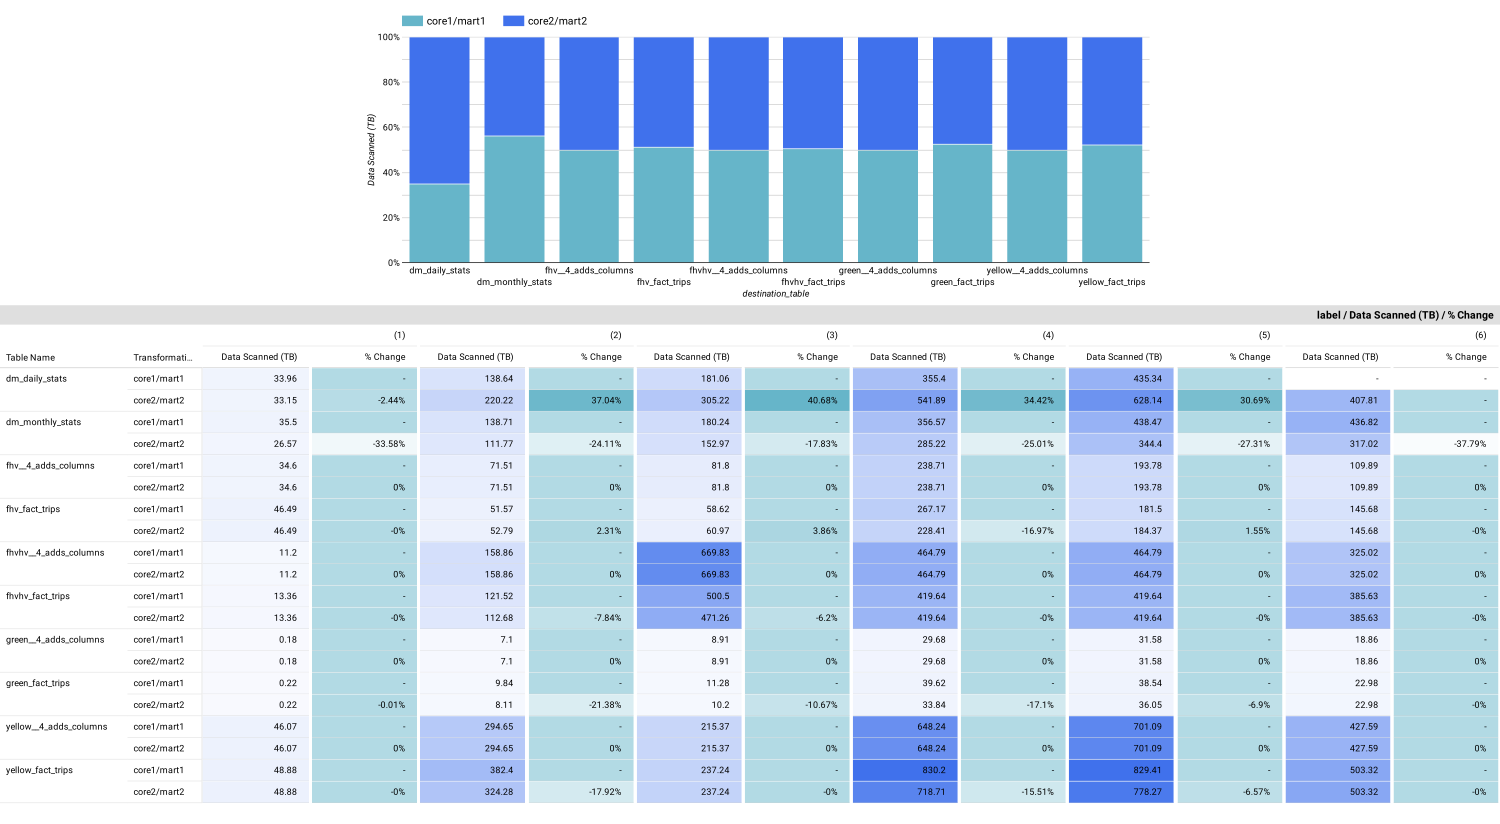 core1/mart1 core2/mart2
100%
80%
60%
40%
20%
0%
Data Scanned (TB)
dm_daily_stats fhv__4_adds_columns fhvhv__4_adds_columns green__4_adds_columns yellow__4_adds_columns
dm_monthly_stats fhv_fact_trips fhvhv_fact_trips green_fact_trips yellow_fact_trips
destination_table
label / Data Scanned (TB) / % Change
(1) (2) (3) (4) (5) (6)
Table Name Transformati... Data Scanned (TB) % Change Data Scanned (TB) % Change Data Scanned (TB) % Change Data Scanned (TB) % Change Data Scanned (TB) % Change Data Scanned (TB) % Change
dm_daily_stats core1/mart1 33.96 - 138.64 - 181.06 - 355.4 - 435.34 - - -
core2/mart2 33.15 -2.44% 220.22 37.04% 305.22 40.68% 541.89 34.42% 628.14 30.69% 407.81 -
dm_monthly_stats core1/mart1 35.5 - 138.71 - 180.24 - 356.57 - 438.47 - 436.82 -
core2/mart2 26.57 -33.58% 111.77 -24.11% 152.97 -17.83% 285.22 -25.01% 344.4 -27.31% 317.02 -37.79%
fhv__4_adds_columns core1/mart1 34.6 - 71.51 - 81.8 - 238.71 - 193.78 - 109.89 -
core2/mart2 34.6 0% 71.51 0% 81.8 0% 238.71 0% 193.78 0% 109.89 0%
fhv_fact_trips core1/mart1 46.49 - 51.57 - 58.62 - 267.17 - 181.5 - 145.68 -
core2/mart2 46.49 -0% 52.79 2.31% 60.97 3.86% 228.41 -16.97% 184.37 1.55% 145.68 -0%
fhvhv__4_adds_columns core1/mart1 11.2 - 158.86 - 669.83 - 464.79 - 464.79 - 325.02 -
core2/mart2 11.2 0% 158.86 0% 669.83 0% 464.79 0% 464.79 0% 325.02 0%
fhvhv_fact_trips core1/mart1 13.36 - 121.52 - 500.5 - 419.64 - 419.64 - 385.63 -
core2/mart2 13.36 -0% 112.68 -7.84% 471.26 -6.2% 419.64 -0% 419.64 -0% 385.63 -0%
green__4_adds_columns core1/mart1 0.18 - 7.1 - 8.91 - 29.68 - 31.58 - 18.86 -
core2/mart2 0.18 0% 7.1 0% 8.91 0% 29.68 0% 31.58 0% 18.86 0%
green_fact_trips core1/mart1 0.22 - 9.84 - 11.28 - 39.62 - 38.54 - 22.98 -
core2/mart2 0.22 -0.01% 8.11 -21.38% 10.2 -10.67% 33.84 -17.1% 36.05 -6.9% 22.98 -0%
yellow__4_adds_columns core1/mart1 46.07 - 294.65 - 215.37 - 648.24 - 701.09 - 427.59 -
core2/mart2 46.07 0% 294.65 0% 215.37 0% 648.24 0% 701.09 0% 427.59 0%
yellow_fact_trips core1/mart1 48.88 - 382.4 - 237.24 - 830.2 - 829.41 - 503.32 -
core2/mart2 48.88 -0% 324.28 -17.92% 237.24 -0% 718.71 -15.51% 778.27 -6.57% 503.32 -0%